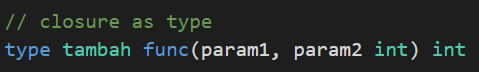 // closure as type
type tambah func(param1, param2 int) int